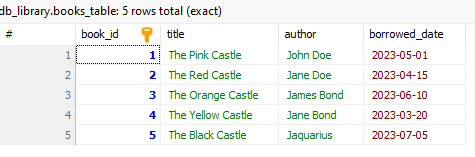 db_library.books_table: 5 rows total (exact)
# book_id title author borrowed_date
1 1 The Pink Castle John Doe 2023-05-01
2 2 The Red Castle Jane Doe 2023-04-15
3 3 The Orange Castle James Bond 2023-06-10
4 4 The Yellow Castle Jane Bond 2023-03-20
5 5 The Black Castle Jaquarius 2023-07-05